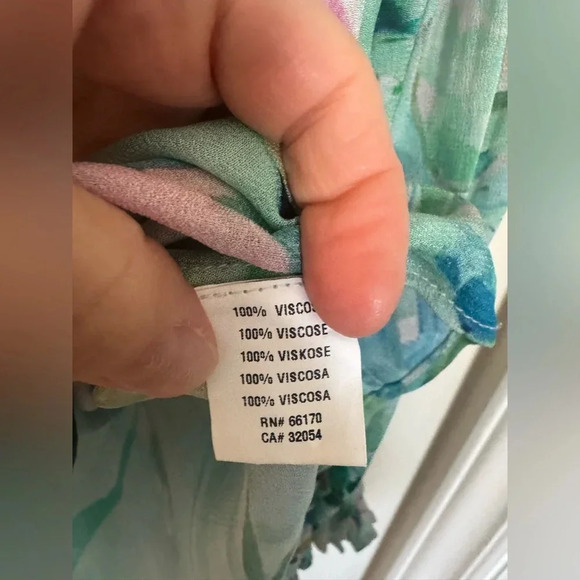 100% VISCOSE
100% VISCOSE
100% VISKOSE
100% VISCOSA
100% VISCOSA
RN# 66170
CA# 32054